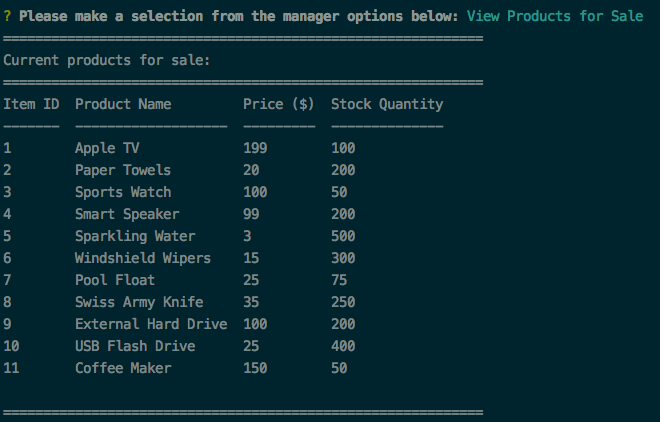 ? Please make a selection from the manager options below: View Products for Sale
============================================================
Current products for sale:
============================================================
Item ID  Product Name         Price ($)  Stock Quantity
-------  -------------------  ---------  --------------
1        Apple TV             199        100
2        Paper Towels         20         200
3        Sports Watch         100        50
4        Smart Speaker        99         200
5        Sparkling Water      3          500
6        Windshield Wipers    15         300
7        Pool Float           25         75
8        Swiss Army Knife     35         250
9        External Hard Drive  100        200
10       USB Flash Drive      25         400
11       Coffee Maker         150        50
============================================================